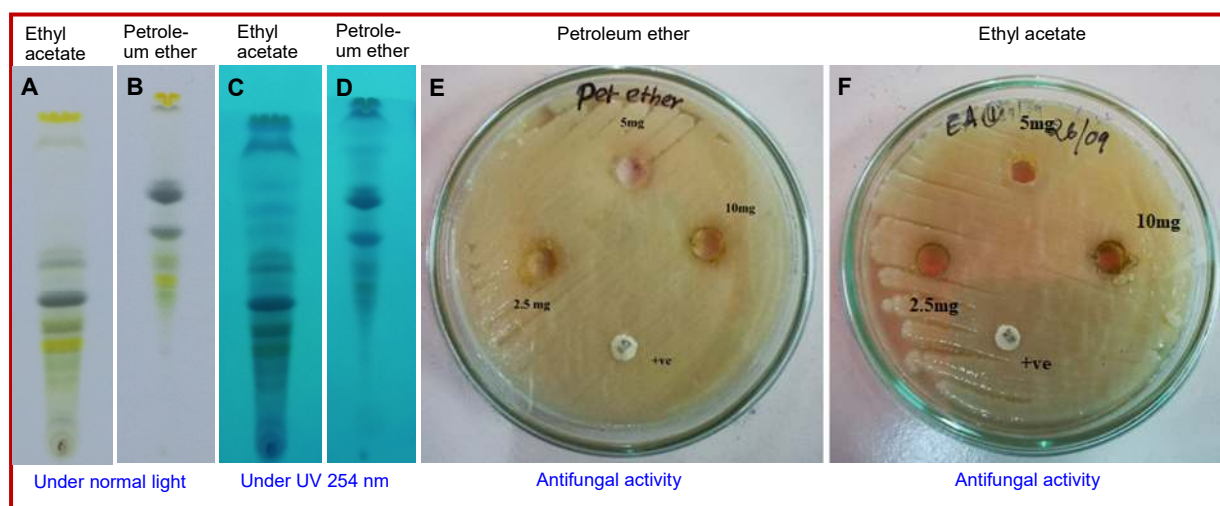 Ethyl
acetate
Petrole-
um ether
Ethyl
acetate
Petrole-
um ether
Petroleum ether
Ethyl acetate
A
B
C
D
E
F
Pet ether
5mg
10mg
2.5 mg
+ve
EA
5mg
26/09
10mg
2.5mg
+ve
6
Under normal light
Under UV 254 nm
Antifungal activity
Antifungal activity